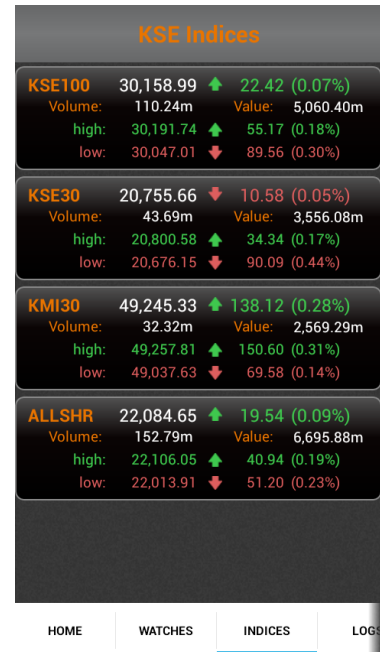 KSE Indices
KSE100 30,158.99 22.42 (0.07%)
Volume: 110.24m Value: 5,060.40m
high: 30,191.74 55.17 (0.18%)
low: 30,047.01 89.56 (0.30%)
KSE30 20,755.66 10.58 (0.05%)
Volume: 43.69m Value: 3,556.08m
high: 20,800.58 34.34 (0.17%)
low: 20,676.15 90.09 (0.44%)
KMI30 49,245.33 138.12 (0.28%)
Volume: 32.32m Value: 2,569.29m
high: 49,257.81 150.60 (0.31%)
low: 49,037.63 69.58 (0.14%)
ALLSHR 22,084.65 19.54 (0.09%)
Volume: 152.79m Value: 6,695.88m
high: 22,106.05 40.94 (0.19%)
low: 22,013.91 51.20 (0.23%)
HOME WATCHES INDICES LOGS